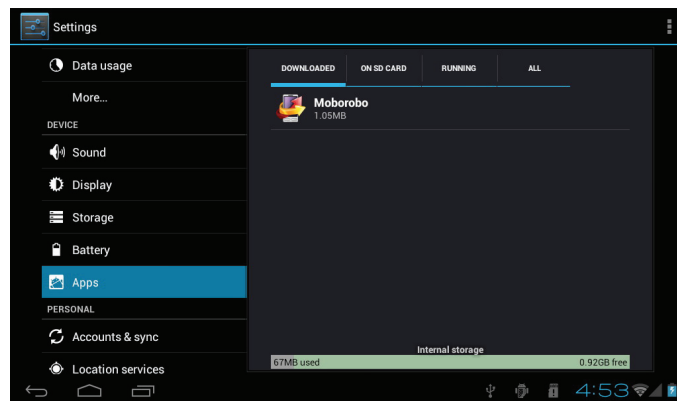 Settings
Data usage
More...
DEVICE
Sound
Display
Storage
Battery
Apps
PERSONAL
Accounts & sync
Location services
DOWNLOADED ON SD CARD RUNNING ALL
Moborobo
1.05MB
Internal storage
67MB used 0.92GB free
4:53